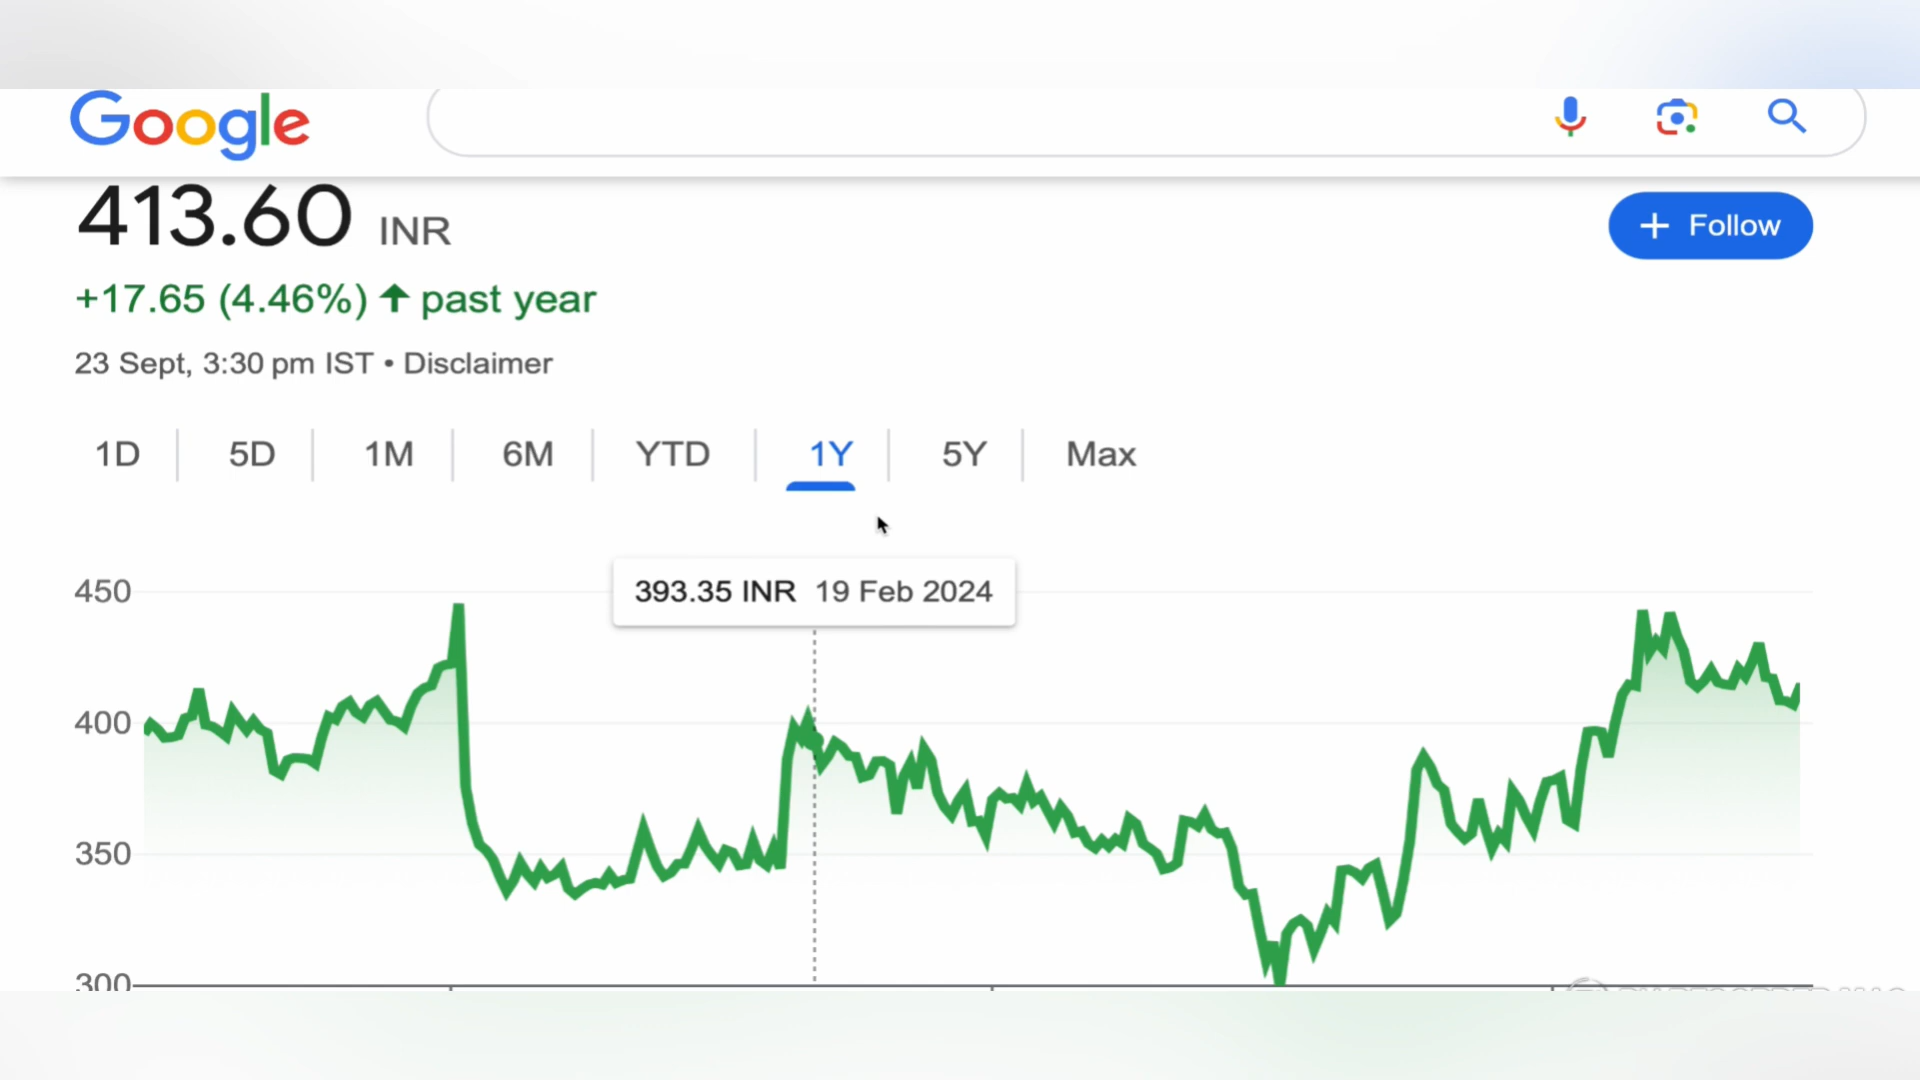 Google
413.60 INR
+ Follow
+17.65 (4.46%) ↑ past year
23 Sept, 3:30 pm IST • Disclaimer
1D 5D 1M 6M YTD 1Y 5Y Max
393.35 INR 19 Feb 2024
450
400
350
300